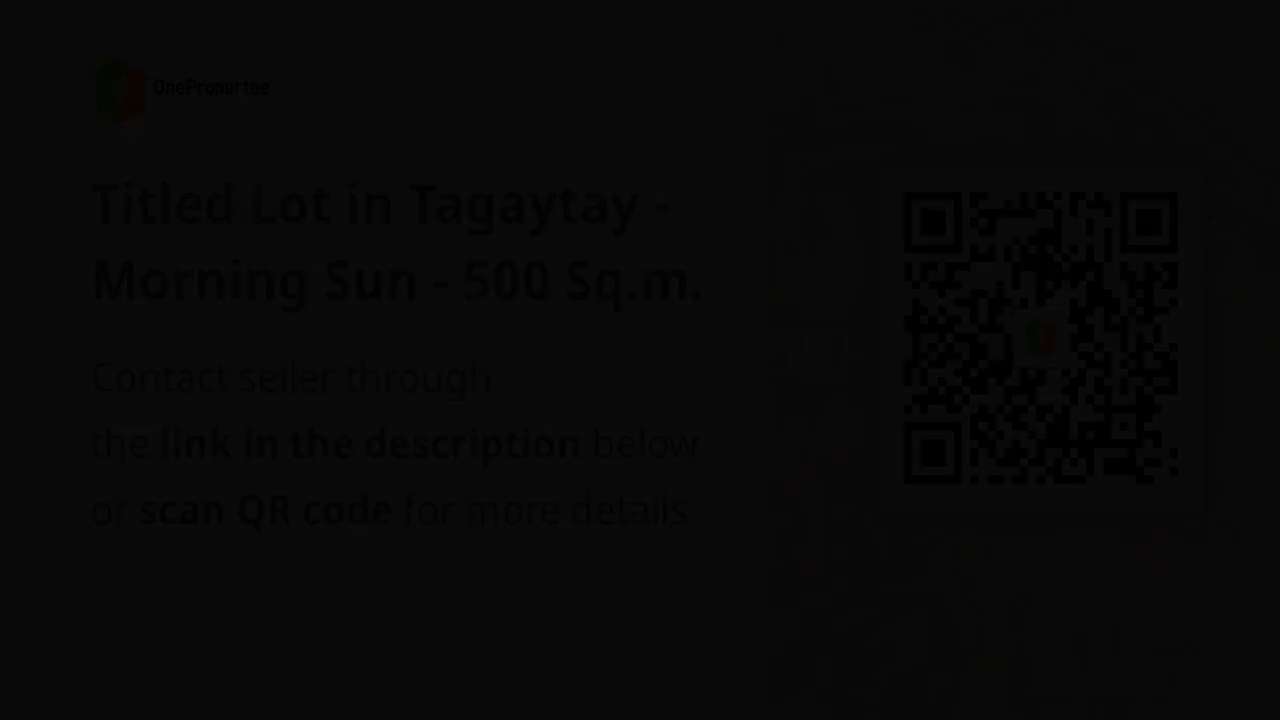 OnePropertee
Titled Lot in Tagaytay -
Morning Sun - 500 Sq.m.
Contact seller through
the link in the description below
or scan QR code for more details